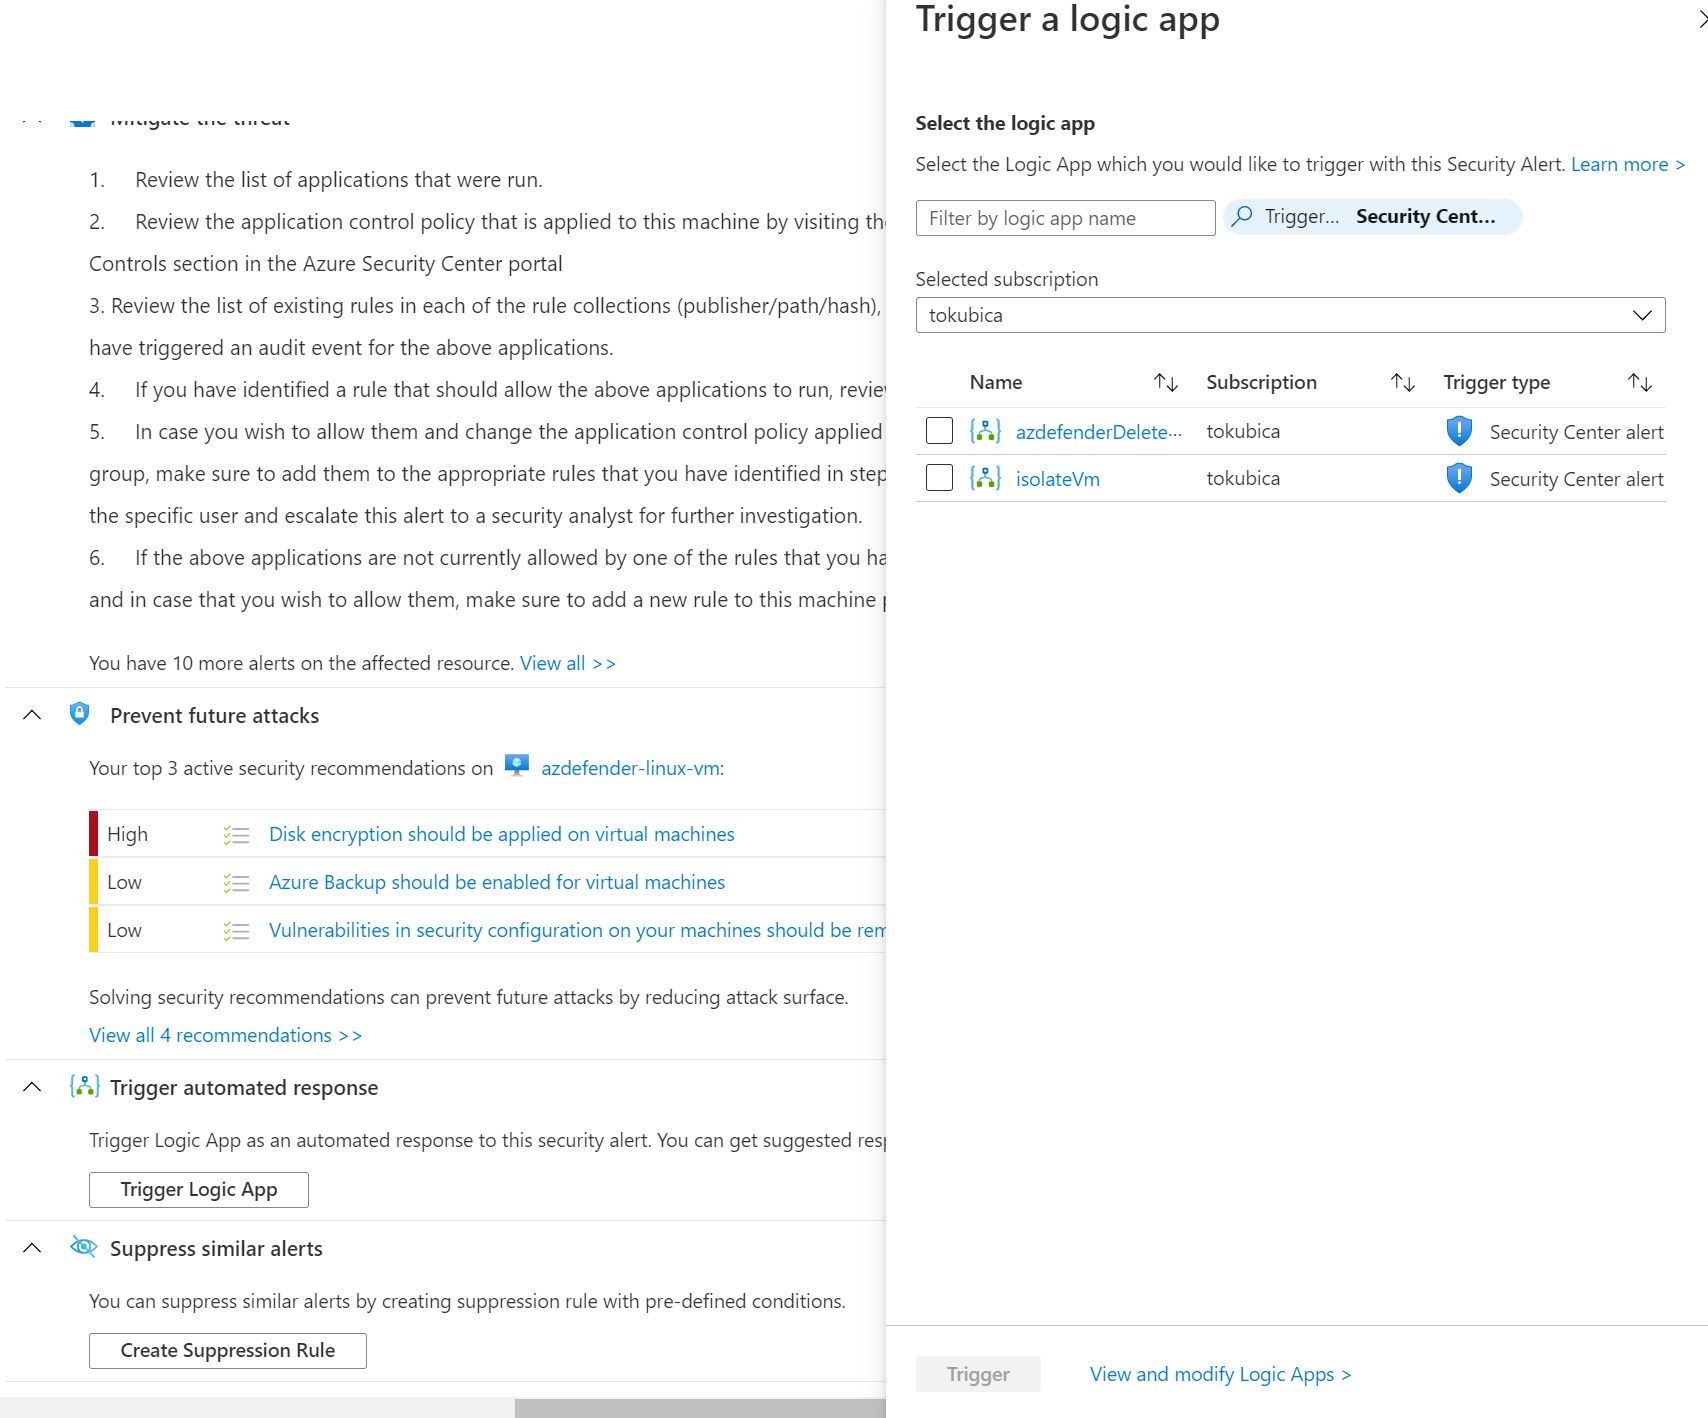 Mitigate the threat
1. Review the list of applications that were run.
2. Review the application control policy that is applied to this machine by visiting the
Controls section in the Azure Security Center portal
3. Review the list of existing rules in each of the rule collections (publisher/path/hash),
have triggered an audit event for the above applications.
4. If you have identified a rule that should allow the above applications to run, review
5. In case you wish to allow them and change the application control policy applied
group, make sure to add them to the appropriate rules that you have identified in step
the specific user and escalate this alert to a security analyst for further investigation.
6. If the above applications are not currently allowed by one of the rules that you ha
and in case that you wish to allow them, make sure to add a new rule to this machine
You have 10 more alerts on the affected resource. View all >>
Prevent future attacks
Your top 3 active security recommendations on azdefender-linux-vm:
High Disk encryption should be applied on virtual machines
Low Azure Backup should be enabled for virtual machines
Low Vulnerabilities in security configuration on your machines should be rem
Solving security recommendations can prevent future attacks by reducing attack surface.
View all 4 recommendations >>
Trigger automated response
Trigger Logic App as an automated response to this security alert. You can get suggested resp
Trigger Logic App
Suppress similar alerts
You can suppress similar alerts by creating suppression rule with pre-defined conditions.
Create Suppression Rule
Trigger a logic app
Select the logic app
Select the Logic App which you would like to trigger with this Security Alert. Learn more >
Filter by logic app name
Trigger... Security Cent...
Selected subscription
tokubica
Name Subscription Trigger type
azdefenderDelete... tokubica Security Center alert
isolateVm tokubica Security Center alert
Trigger
View and modify Logic Apps >